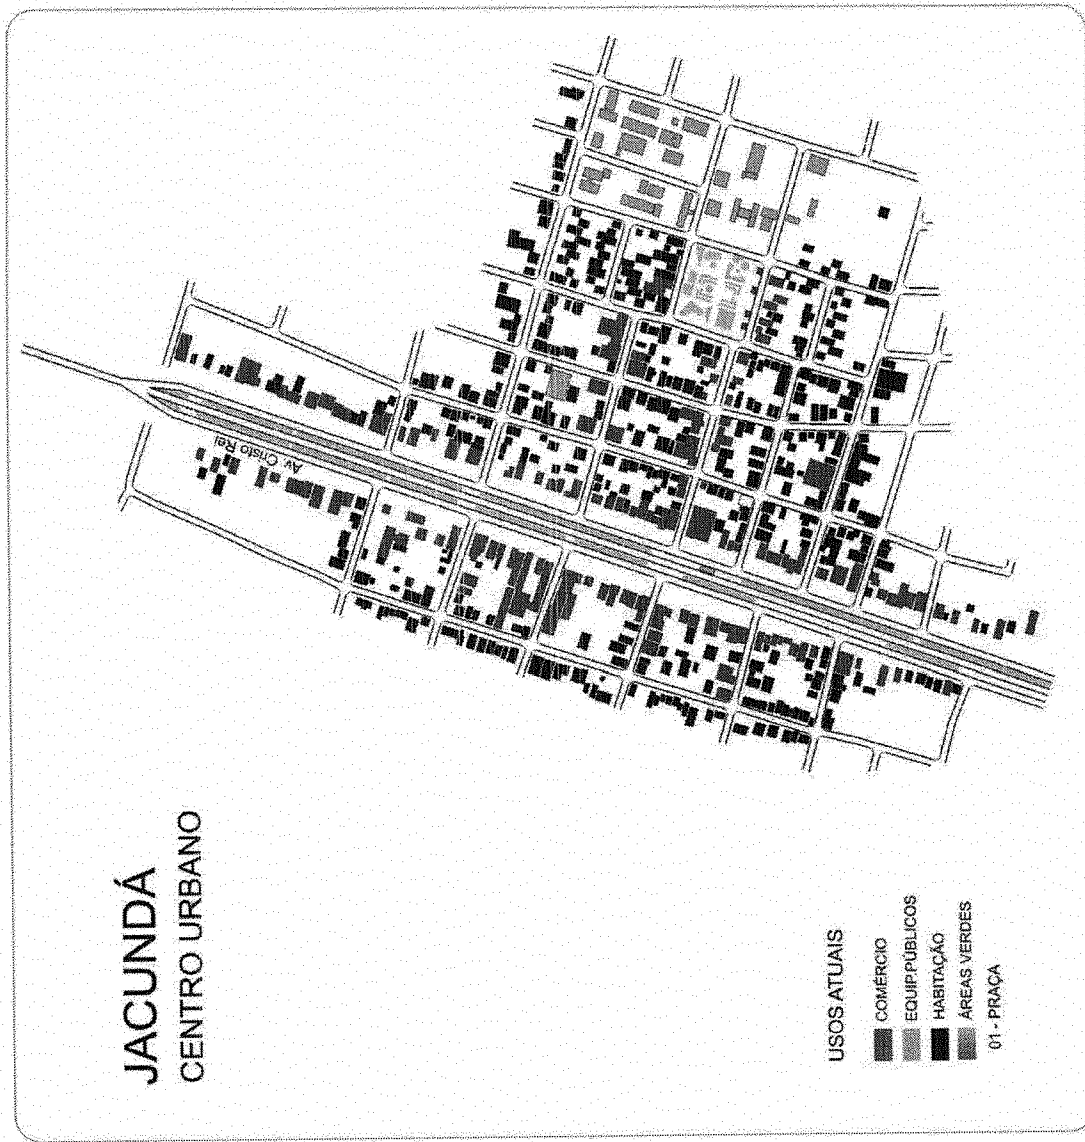 JACUNDÁ
CENTRO URBANO
Av. Cristo Rei
USOS ATUAIS
COMÉRCIO
EQUIP.PÚBLICOS
HABITAÇÃO
ÁREAS VERDES
01 - PRAÇA